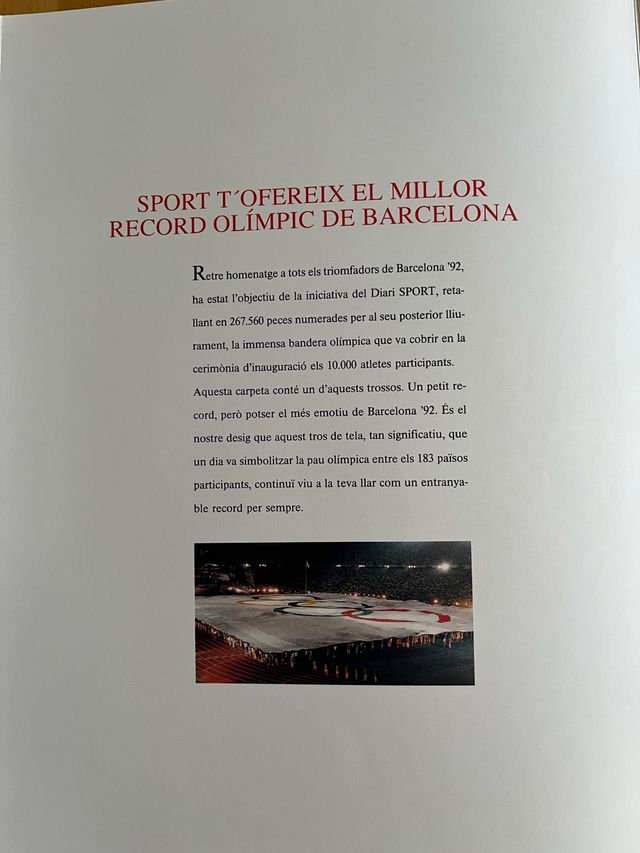 SPORT T´OFEREIX EL MILLOR
RECORD OLÍMPIC DE BARCELONA
Retre homenatge a tots els triomfadors de Barcelona '92,
ha estat l'objectiu de la iniciativa del Diari SPORT, reta-
llant en 267.560 peces numerades per al seu posterior lliu-
rament, la immensa bandera olímpica que va cobrir en la
cerimònia d'inauguració els 10.000 atletes participants.
Aquesta carpeta conté un d'aquests trossos. Un petit re-
cord, però potser el més emotiu de Barcelona '92. És el
nostre desig que aquest tros de tela, tan significatiu, que
un dia va simbolitzar la pau olímpica entre els 183 països
participants, continuï viu a la teva llar com un entranya-
ble record per sempre.